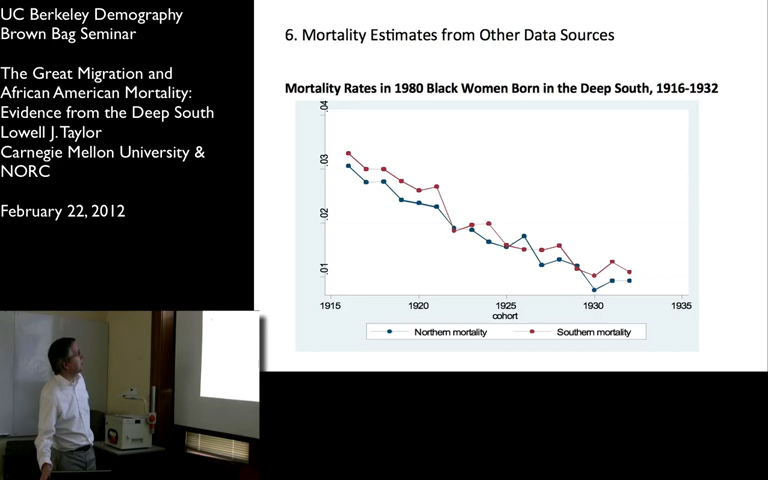 UC Berkeley Demography
Brown Bag Seminar
The Great Migration and
African American Mortality:
Evidence from the Deep South
Lowell J. Taylor
Carnegie Mellon University &
NORC
February 22, 2012
6. Mortality Estimates from Other Data Sources
Mortality Rates in 1980 Black Women Born in the Deep South, 1916-1932
.04
.03
.02
.01
1915 1920 1925 1930 1935
cohort
Northern mortality Southern mortality